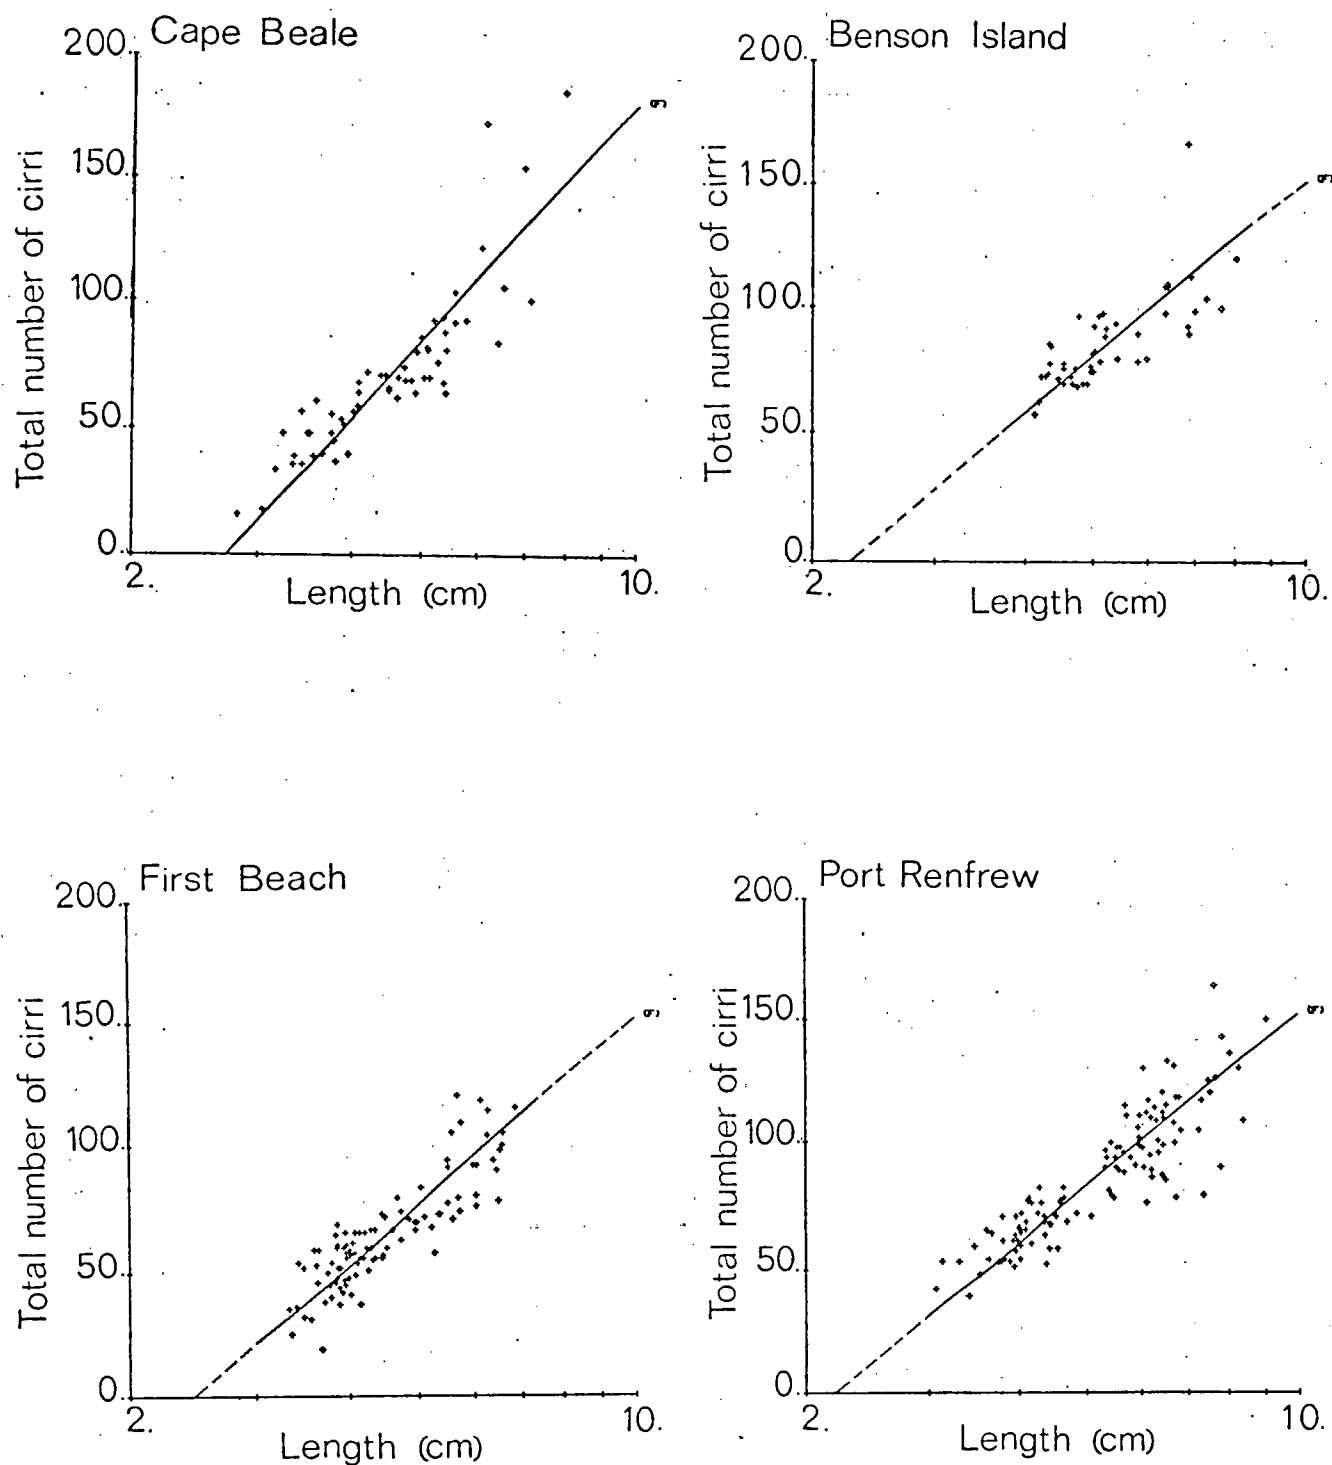 Cape Beale
200.
150.
100.
50.
0.
2.
10.
Total number of cirri
Length (cm)
g
Benson Island
200.
150.
100.
50.
0.
2.
10.
Total number of cirri
Length (cm)
g
First Beach
200.
150.
100.
50.
0.
2.
10.
Total number of cirri
Length (cm)
g
Port Renfrew
200.
150.
100.
50.
0.
2.
10.
Total number of cirri
Length (cm)
g